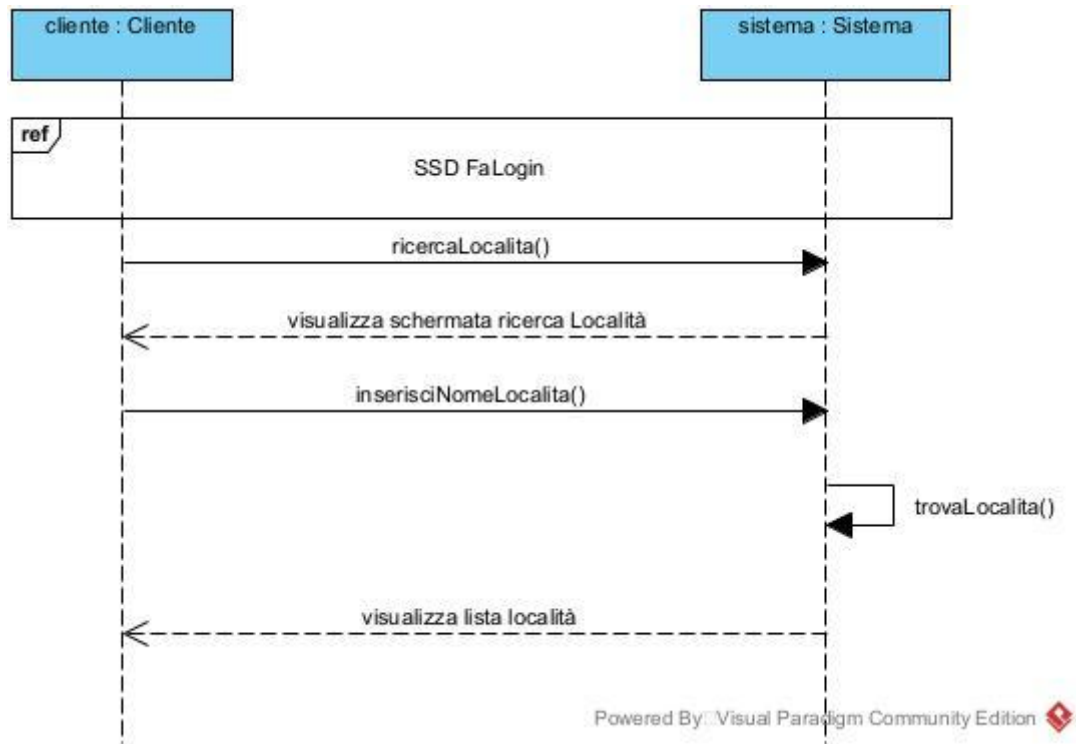 cliente : Cliente
sistema : Sistema
ref
SSD FaLogin
ricercaLocalita()
visualizza schermata ricerca Località
inserisciNomeLocalita()
trovaLocalita()
visualizza lista località
Powered By: Visual Paradigm Community Edition